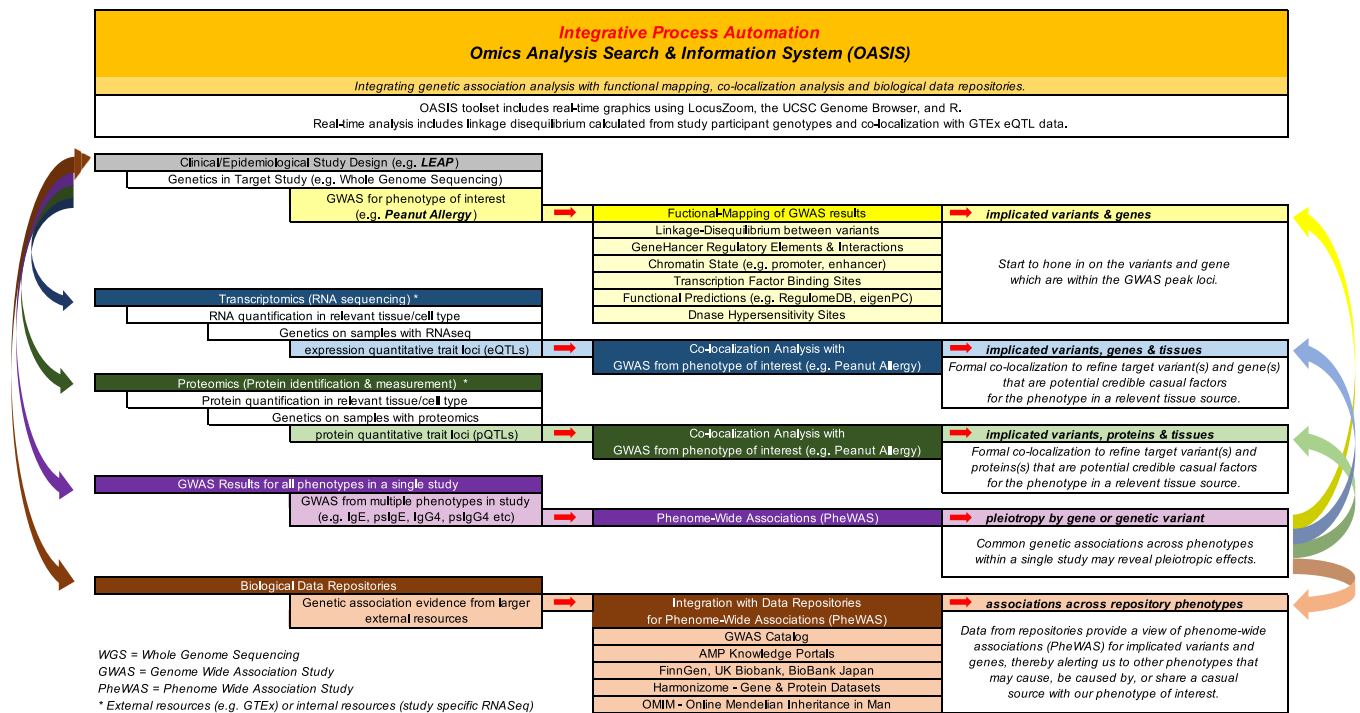 Integrative Process Automation
Omics Analysis Search & Information System (OASIS)
Integrating genetic association analysis with functional mapping, co-localization analysis and biological data repositories.
OASIS toolset includes real-time graphics using LocusZoom, the UCSC Genome Browser, and R.
Real-time analysis includes linkage disequilibrium calculated from study participant genotypes and co-localization with GTEx eQTL data.
Clinical/Epidemiological Study Design (e.g. LEAP)
Genetics in Target Study (e.g. Whole Genome Sequencing)
GWAS for phenotype of interest
(e.g. Peanut Allergy)
Fuctional-Mapping of GWAS results
Linkage-Disequilibrium between variants
GeneHancer Regulatory Elements & Interactions
Chromatin State (e.g. promoter, enhancer)
Transcription Factor Binding Sites
Functional Predictions (e.g. RegulomeDB, eigenPC)
Dnase Hypersensitivity Sites
implicated variants & genes
Start to hone in on the variants and gene
which are within the GWAS peak loci.
Transcriptomics (RNA sequencing) *
RNA quantification in relevant tissue/cell type
Genetics on samples with RNAseq
expression quantitative trait loci (eQTLs)
Co-localization Analysis with
GWAS from phenotype of interest (e.g. Peanut Allergy)
implicated variants, genes & tissues
Formal co-localization to refine target variant(s) and gene(s)
that are potential credible casual factors
for the phenotype in a relevent tissue source.
Proteomics (Protein identification & measurement) *
Protein quantification in relevant tissue/cell type
Genetics on samples with proteomics
protein quantitative trait loci (pQTLs)
Co-localization Analysis with
GWAS from phenotype of interest (e.g. Peanut Allergy)
implicated variants, proteins & tissues
Formal co-localization to refine target variant(s) and
proteins(s) that are potential credible casual factors
for the phenotype in a relevant tissue source.
GWAS Results for all phenotypes in a single study
GWAS from multiple phenotypes in study
(e.g. IgE, psIgE, IgG4, psIgG4 etc)
Phenome-Wide Associations (PheWAS)
pleiotropy by gene or genetic variant
Common genetic associations across phenotypes
within a single study may reveal pleiotropic effects.
Biological Data Repositories
Genetic association evidence from larger
external resources
Integration with Data Repositories
for Phenome-Wide Associations (PheWAS)
GWAS Catalog
AMP Knowledge Portals
FinnGen, UK Biobank, BioBank Japan
Harmonizome - Gene & Protein Datasets
OMIM - Online Mendelian Inheritance in Man
associations across repository phenotypes
Data from repositories provide a view of phenome-wide
associations (PheWAS) for implicated variants and
genes, thereby alerting us to other phenotypes that
may cause, be caused by, or share a casual
source with our phenotype of interest.
WGS = Whole Genome Sequencing
GWAS = Genome Wide Association Study
PheWAS = Phenome Wide Association Study
* External resources (e.g. GTEx) or internal resources (study specific RNASeq)